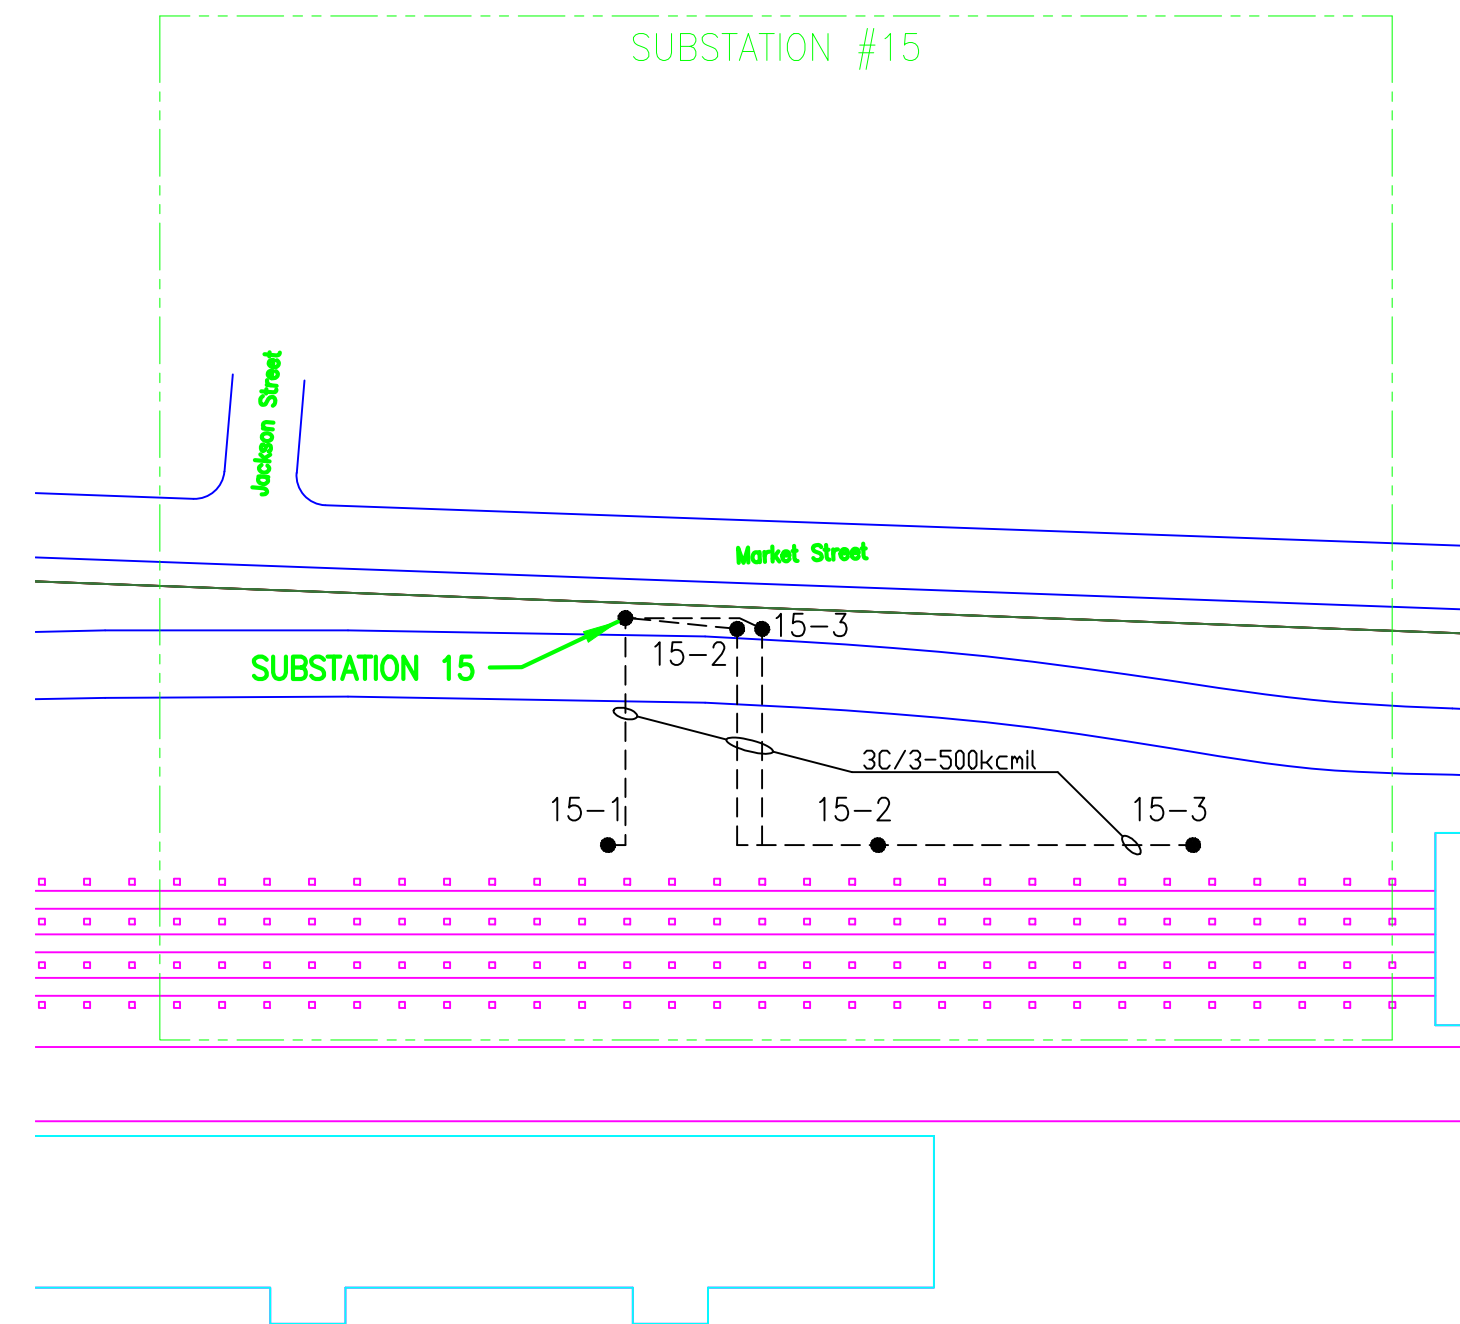 SUBSTATION #15
Jackson Street
Market Street
15-3
15-2
SUBSTATION 15
3C/3-500kcmil
15-1
15-2
15-3